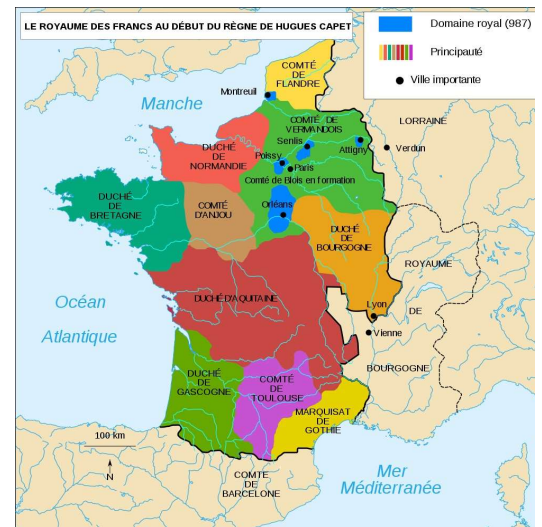 LE ROYAUME DES FRANCS AU DÉBUT DU RÈGNE DE HUGUES CAPET
Domaine royal (987)
Principauté
Ville importante
COMTÉ
DE
FLANDRE
Montreuil
Manche
COMTÉ DE
VERMANDOIS
LORRAINE
Senlis
Attigny
Verdun
DUCHÉ
DE
NORMANDIE
Poissy
Paris
Comté de Blois en formation
DUCHÉ
DE
BRETAGNE
COMTÉ
D'ANJOU
Orléans
DUCHÉ
DE
BOURGOGNE
ROYAUME
DE
BOURGOGNE
Océan
Atlantique
DUCHÉ D'AQUITAINE
Lyon
Vienne
DUCHÉ
DE
GASCOGNE
COMTÉ
DE
TOULOUSE
MARQUISAT
DE
GOTHIE
100 km
N
COMTE
DE
BARCELONE
Mer
Méditerranée